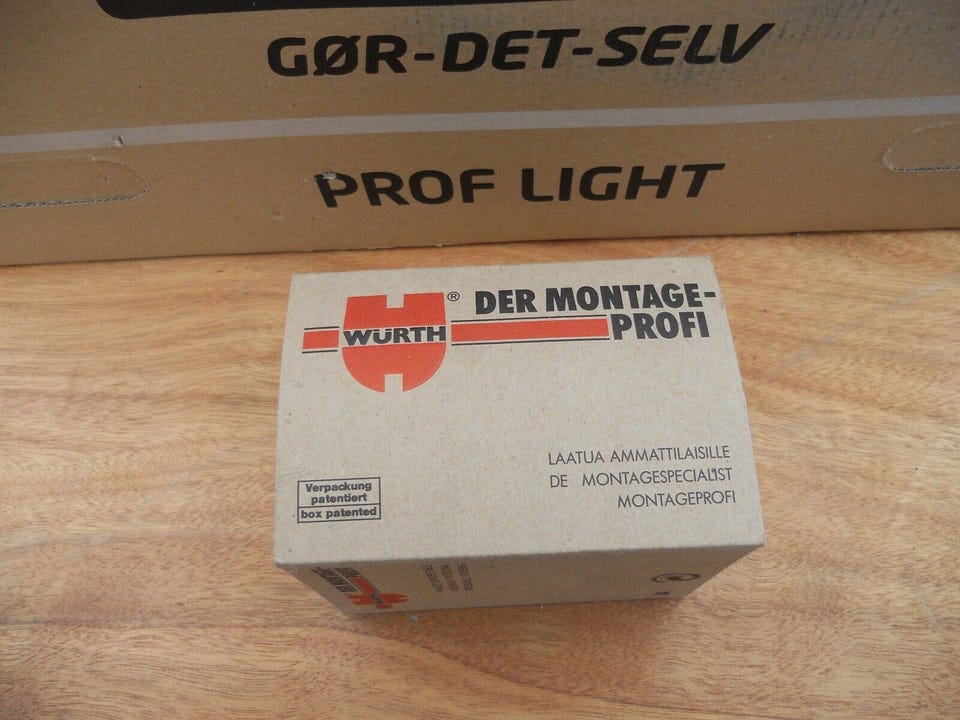 GØR-DET-SELV
PROF LIGHT
WÜRTH
®
DER MONTAGE-
PROFI
LAATUA AMMATTILAISILLE
DE MONTAGESPECIALIST
MONTAGEPROFI
Verpackung
patentiert
box patented